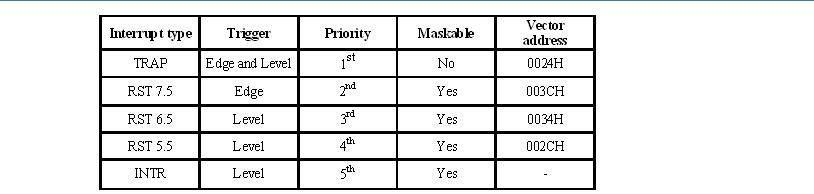 Interrupt type Trigger Priority Maskable Vector address
TRAP Edge and Level 1st No 0024H
RST 7.5 Edge 2nd Yes 003CH
RST 6.5 Level 3rd Yes 0034H
RST 5.5 Level 4th Yes 002CH
INTR Level 5th Yes -